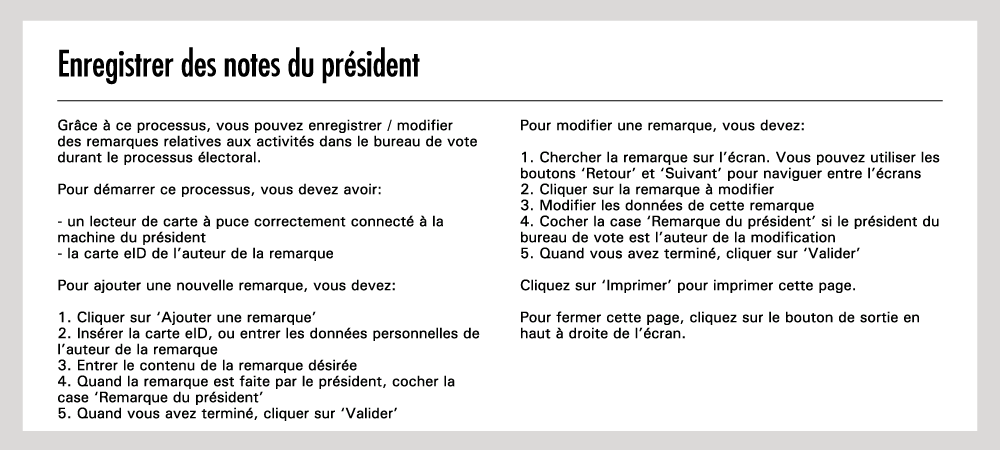 Enregistrer des notes du président
Grâce à ce processus, vous pouvez enregistrer / modifier
des remarques relatives aux activités dans le bureau de vote
durant le processus électoral.
Pour démarrer ce processus, vous devez avoir:
- un lecteur de carte à puce correctement connecté à la
machine du président
- la carte eID de l'auteur de la remarque
Pour ajouter une nouvelle remarque, vous devez:
1. Cliquer sur ‘Ajouter une remarque’
2. Insérer la carte eID, ou entrer les données personnelles de
l'auteur de la remarque
3. Entrer le contenu de la remarque désirée
4. Quand la remarque est faite par le président, cocher la
case ‘Remarque du président’
5. Quand vous avez terminé, cliquer sur ‘Valider’
Pour modifier une remarque, vous devez:
1. Chercher la remarque sur l'écran. Vous pouvez utiliser les
boutons ‘Retour’ et ‘Suivant’ pour naviguer entre l'écrans
2. Cliquer sur la remarque à modifier
3. Modifier les données de cette remarque
4. Cocher la case ‘Remarque du président’ si le président du
bureau de vote est l'auteur de la modification
5. Quand vous avez terminé, cliquer sur ‘Valider’
Cliquez sur ‘Imprimer’ pour imprimer cette page.
Pour fermer cette page, cliquez sur le bouton de sortie en
haut à droite de l'écran.